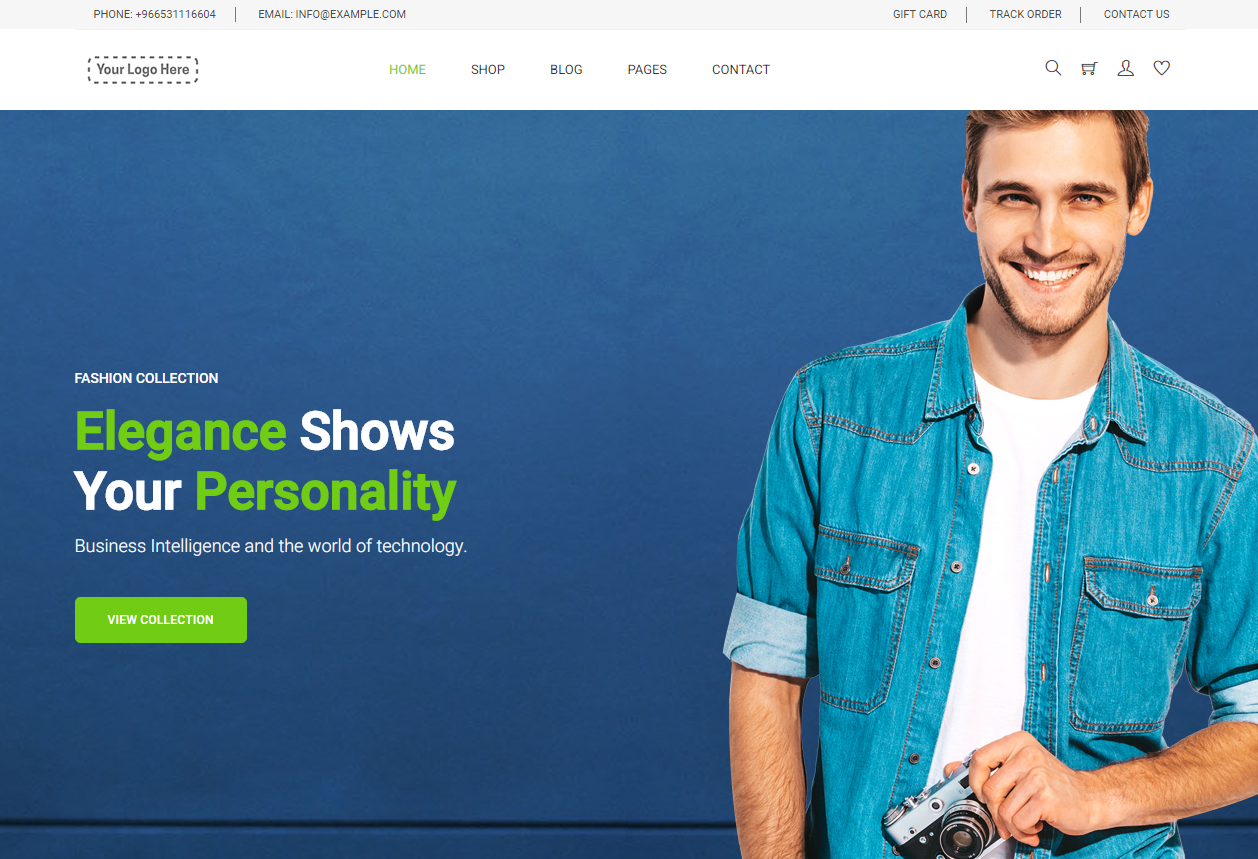 PHONE: +966531116604
EMAIL: INFO@EXAMPLE.COM
GIFT CARD
TRACK ORDER
CONTACT US
Your Logo Here
HOME
SHOP
BLOG
PAGES
CONTACT
FASHION COLLECTION
Elegance Shows
Your Personality
Business Intelligence and the world of technology.
VIEW COLLECTION